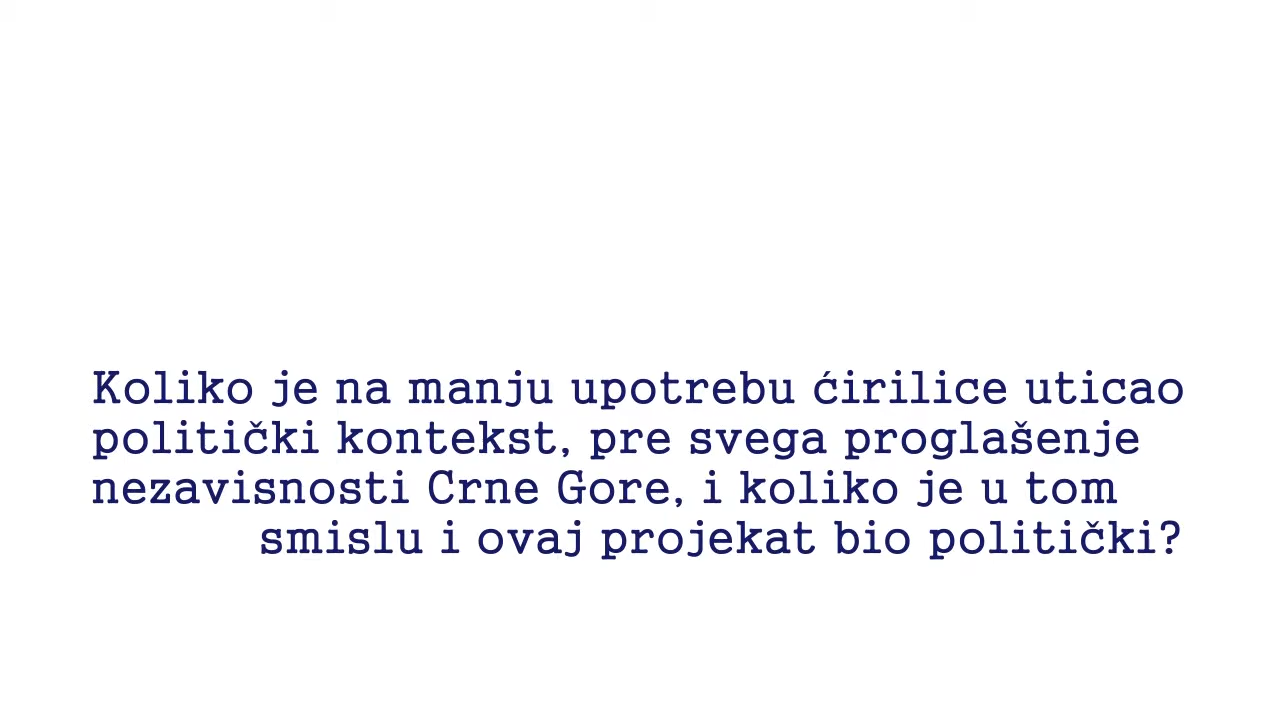 Koliko je na manju upotrebu ćirilice uticao
politički kontekst, pre svega proglašenje
nezavisnosti Crne Gore, i koliko je u tom
smislu i ovaj projekat bio politički?